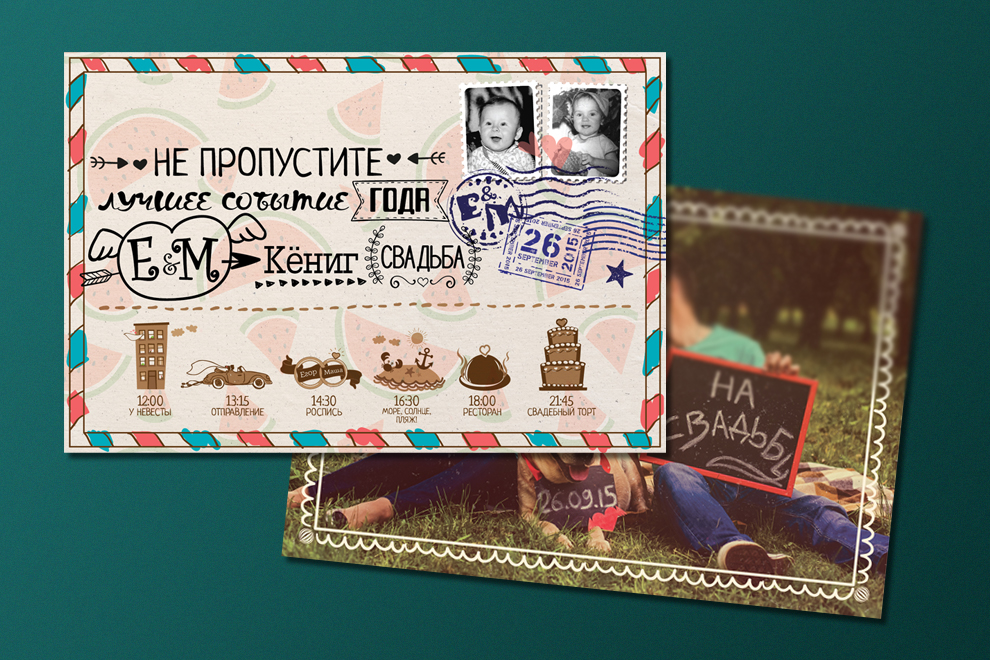 НЕ ПРОПУСТИТЕ
лучшее событие ГОДА
Е&М Кёниг СВАДЬБА
Е&М
26
SEPTEMBER
2015
26 SEPTEMBER 2015
Егор Маша
12:00
У НЕВЕСТЫ
13:15
ОТПРАВЛЕНИЕ
14:30
РОСПИСЬ
16:30
МОРЕ, СОЛНЦЕ,
ПЛЯЖ!
18:00
РЕСТОРАН
21:45
СВАДЕБНЫЙ ТОРТ
НА
СВАДЬБУ
26.09.15